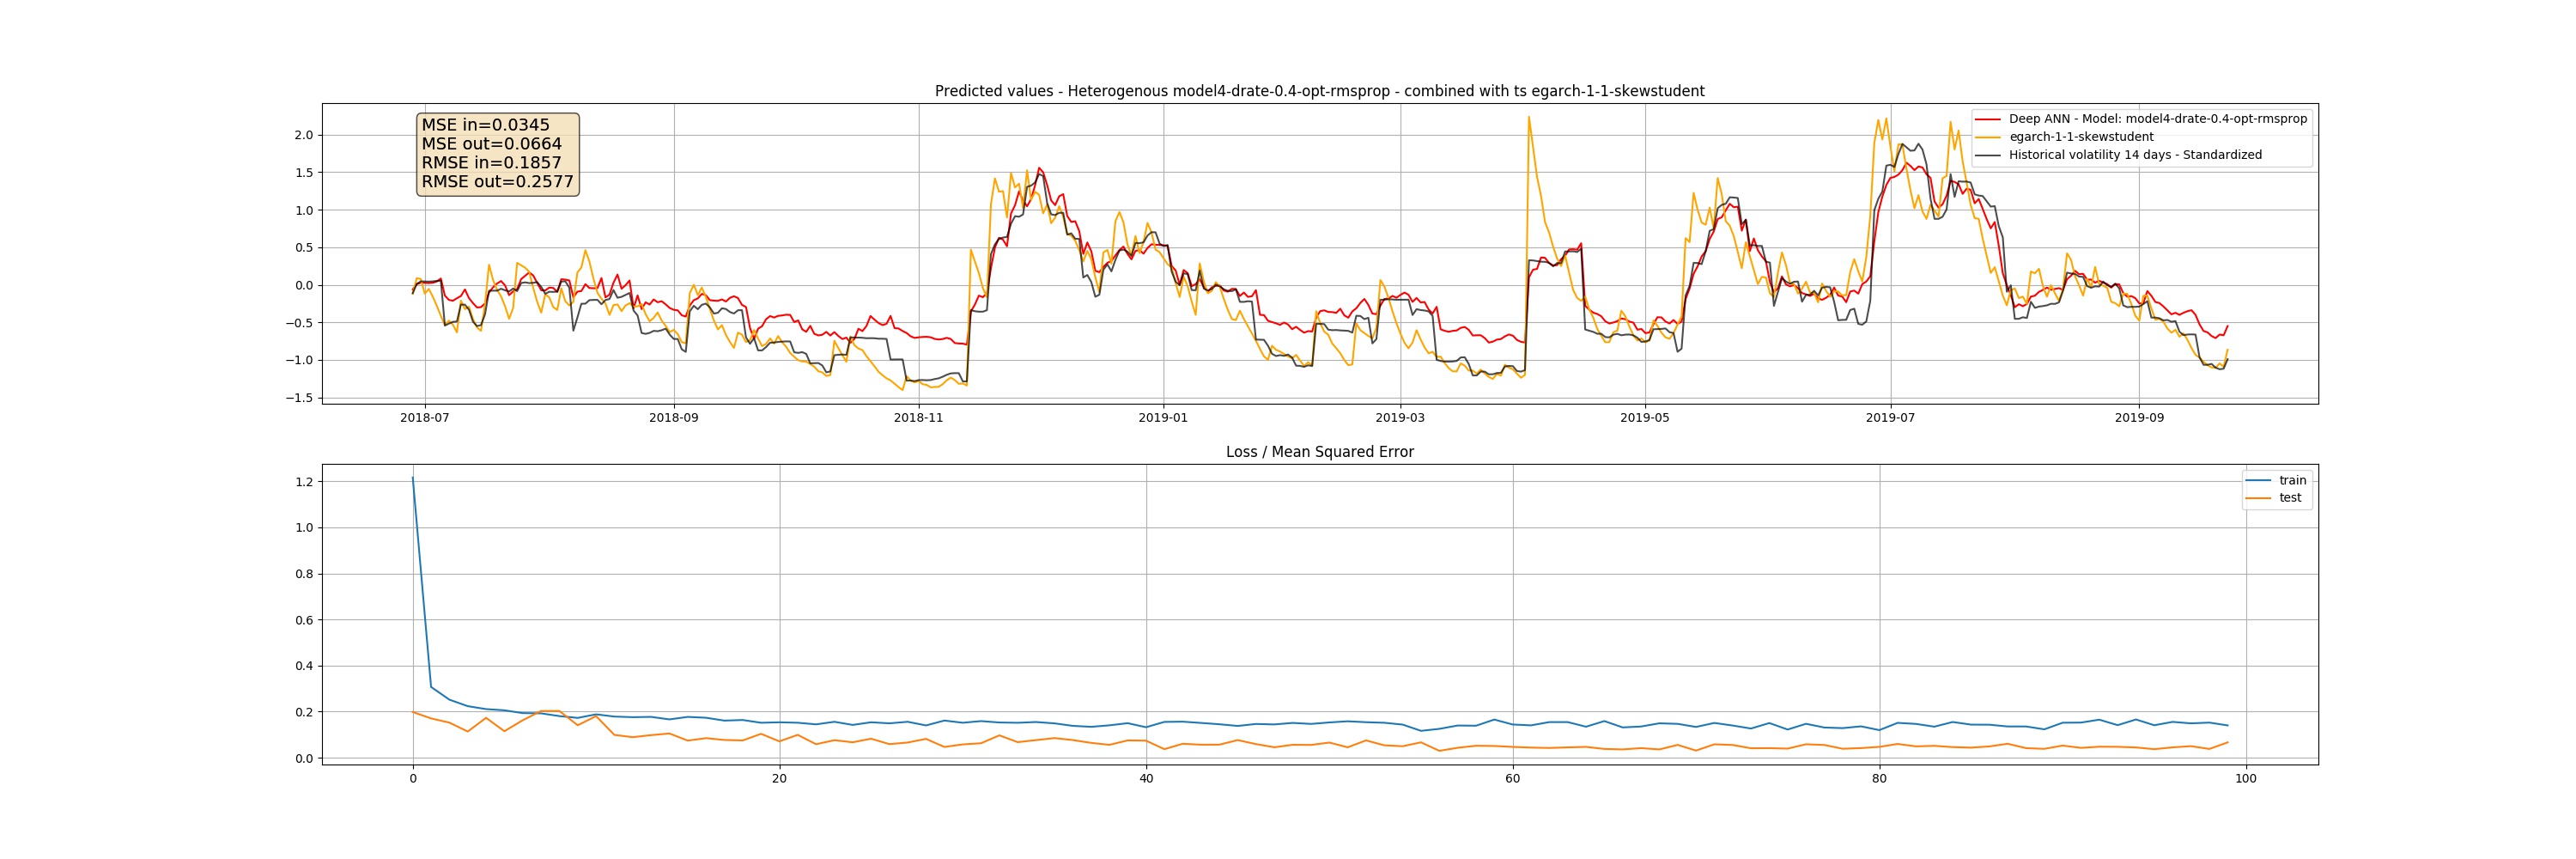 Predicted values - Heterogenous model4-drate-0.4-opt-rmsprop - combined with ts egarch-1-1-skewstudent
MSE in=0.0345
MSE out=0.0664
RMSE in=0.1857
RMSE out=0.2577
Deep ANN - Model: model4-drate-0.4-opt-rmsprop
egarch-1-1-skewstudent
Historical volatility 14 days - Standardized
2.0
1.5
1.0
0.5
0.0
−0.5
−1.0
−1.5
2018-07 2018-09 2018-11 2019-01 2019-03 2019-05 2019-07 2019-09
Loss / Mean Squared Error
train
test
1.2
1.0
0.8
0.6
0.4
0.2
0.0
0 20 40 60 80 100